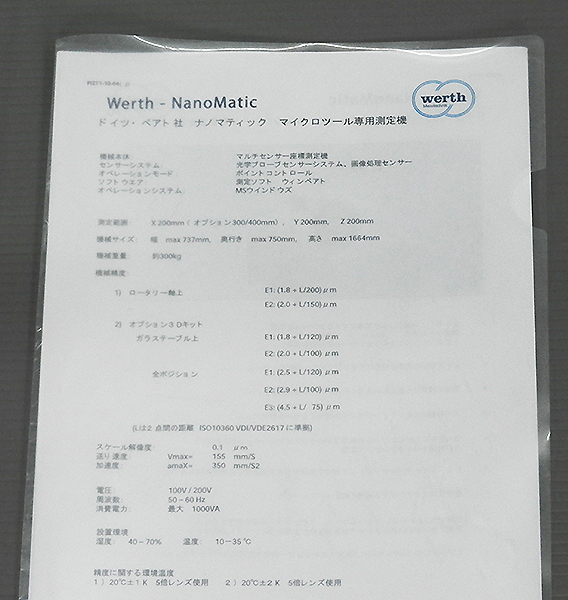 Werth - NanoMatic
werth
Messtechnik
ドイツ・ベアト社 ナノマティック マイクロツール専用測定機
機械本体: マルチセンサー座標測定機
センサーシステム: 光学プローブセンサーシステム、画像処理センサー
オペレーションモード: ポイントコントロール
ソフトウエア 測定ソフト ウィンベアト
オペレーションシステム: MSウインドウズ
測定範囲: X 200mm ( オプション300/400mm)、 Y 200mm、 Z 200mm
機械サイズ: 幅 max 737mm, 奥行き max 750mm, 高さ max 1664mm
機械重量: 約300kg
機械精度:
1) ロータリー軸上 E1: (1.8 + L/200) μm
E2: (2.0 + L/150) μm
2) オプション3 Dキット
ガラステーブル上 E1: (1.8 + L/120) μm
E2: (2.0 + L/100) μm
全ポジション E1: (2.5 + L/120) μm
E2: (2.9 + L/100) μm
E3: (4.5 + L/ 75) μm
(Lは2 点間の距離 ISO10360 VDI/VDE2617 に準拠)
スケール解像度 0.1 μm
送り速度: Vmax= 155 mm/S
加速度: amaX= 350 mm/S2
電圧: 100V / 200V
周波数: 50 – 60 Hz
消費電力: 最大 1000VA
設置環境
湿度: 40 – 70% 温度: 10 – 35℃
精度に関する環境温度
1 ) 20℃±1 K 5倍レンズ使用 2 ) 20℃±2 K 5倍レンズ使用